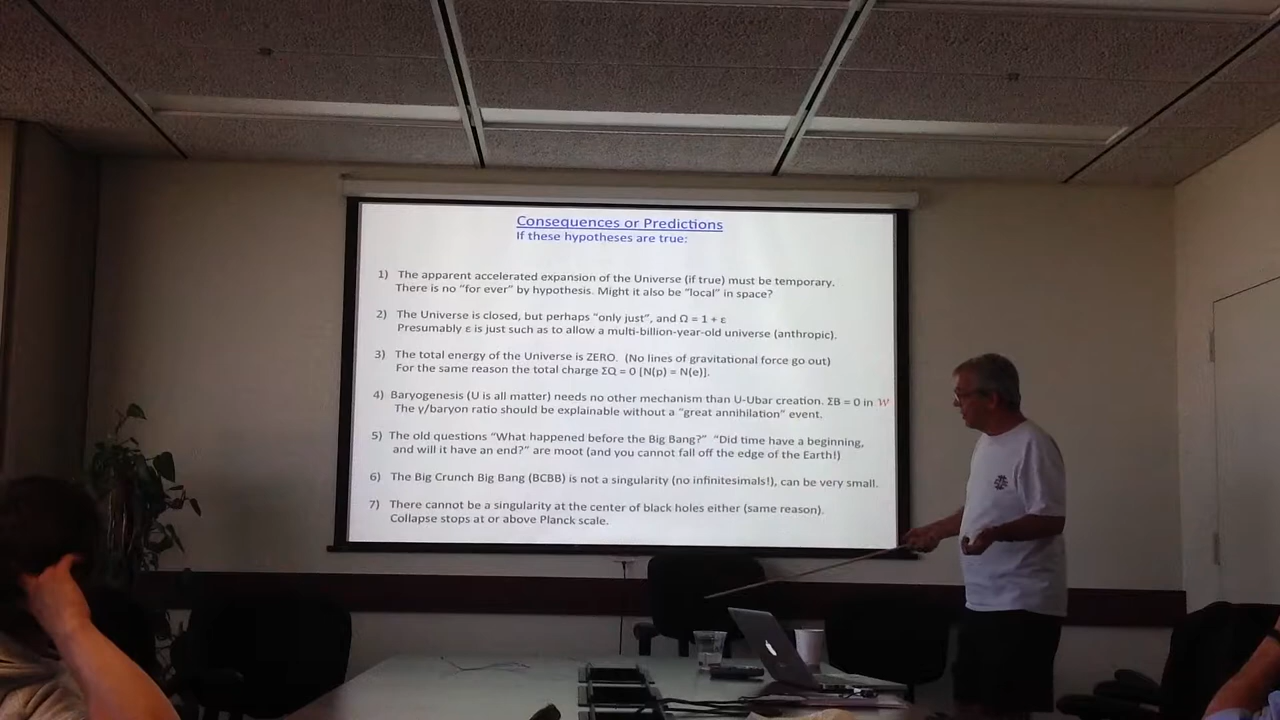 Consequences or Predictions
If these hypotheses are true:
1) The apparent accelerated expansion of the Universe (if true) must be temporary.
There is no “for ever” by hypothesis. Might it also be “local” in space?
2) The Universe is closed, but perhaps “only just”, and Ω = 1 + ε
Presumably ε is just such as to allow a multi-billion-year-old universe (anthropic).
3) The total energy of the Universe is ZERO. (No lines of gravitational force go out)
For the same reason the total charge ΣQ = 0 [N(p) = N(e)].
4) Baryogenesis (U is all matter) needs no other mechanism than U-Ubar creation. ΣB = 0 in W
The γ/baryon ratio should be explainable without a “great annihilation” event.
5) The old questions “What happened before the Big Bang?” “Did time have a beginning,
and will it have an end?” are moot (and you cannot fall off the edge of the Earth!)
6) The Big Crunch Big Bang (BCBB) is not a singularity (no infinitesimals!), can be very small.
7) There cannot be a singularity at the center of black holes either (same reason).
Collapse stops at or above Planck scale.